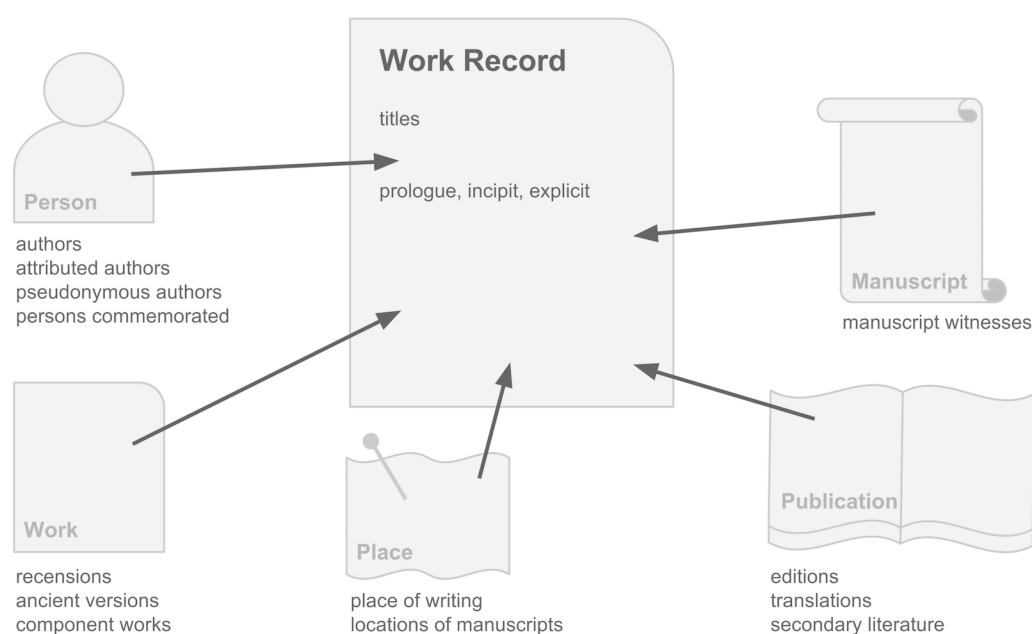 Work Record
titles
prologue, incipit, explicit
Person
authors
attributed authors
pseudonymous authors
persons commemorated
Manuscript
manuscript witnesses
Work
recensions
ancient versions
component works
Place
place of writing
locations of manuscripts
Publication
editions
translations
secondary literature